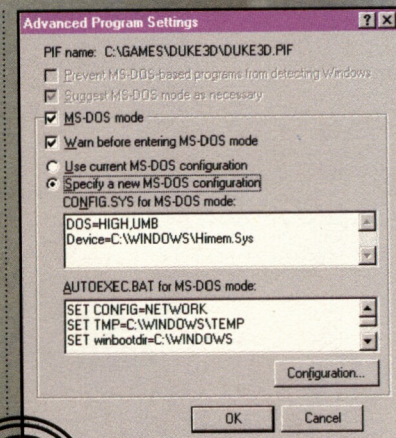 Advanced Program Settings
PIF name: C:\GAMES\DUKE3D\DUKE3D.PIF
Prevent MS-DOS-based programs from detecting Windows
Suggest MS-DOS mode as necessary
MS-DOS mode
Warn before entering MS-DOS mode
Use current MS-DOS configuration
Specify a new MS-DOS configuration
CONFIG.SYS for MS-DOS mode:
DOS=HIGH,UMB
Device=C:\WINDOWS\Himem.Sys
AUTOEXEC.BAT for MS-DOS mode:
SET CONFIG=NETWORK
SET TMP=C:\WINDOWS\TEMP
SET winbootdir=C:\WINDOWS
Configuration...
OK Cancel